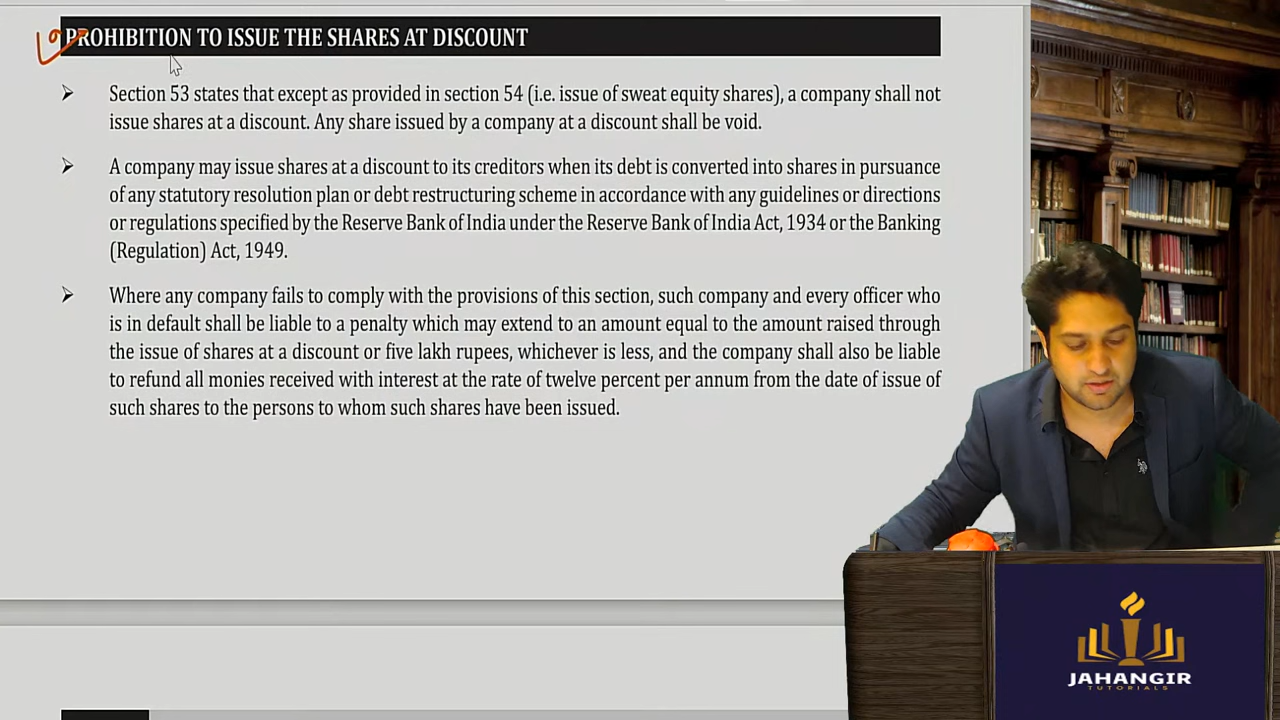 PROHIBITION TO ISSUE THE SHARES AT DISCOUNT
➢ Section 53 states that except as provided in section 54 (i.e. issue of sweat equity shares), a company shall not
issue shares at a discount. Any share issued by a company at a discount shall be void.
➢ A company may issue shares at a discount to its creditors when its debt is converted into shares in pursuance
of any statutory resolution plan or debt restructuring scheme in accordance with any guidelines or directions
or regulations specified by the Reserve Bank of India under the Reserve Bank of India Act, 1934 or the Banking
(Regulation) Act, 1949.
➢ Where any company fails to comply with the provisions of this section, such company and every officer who
is in default shall be liable to a penalty which may extend to an amount equal to the amount raised through
the issue of shares at a discount or five lakh rupees, whichever is less, and the company shall also be liable
to refund all monies received with interest at the rate of twelve percent per annum from the date of issue of
such shares to the persons to whom such shares have been issued.
JAHANGIR
TUTORIALS